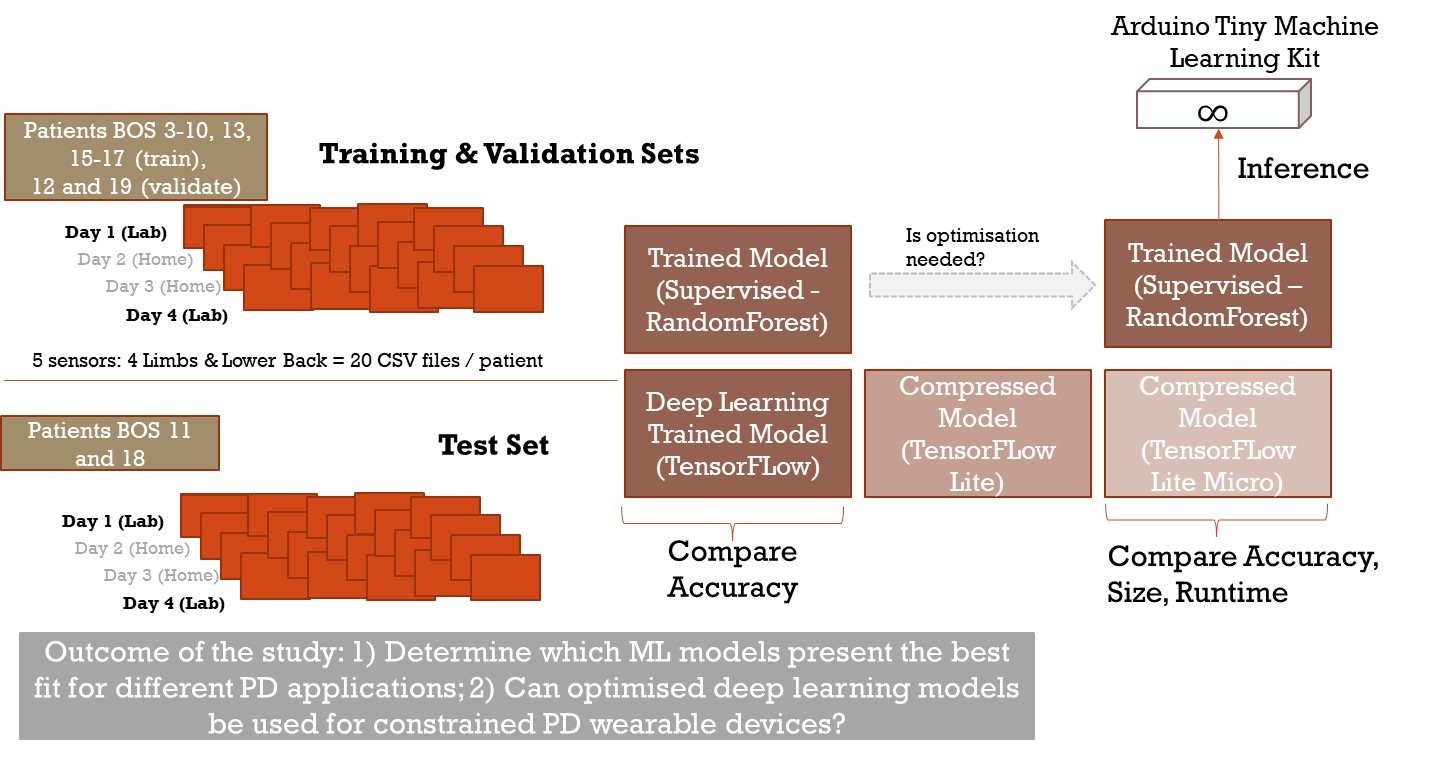 Arduino Tiny Machine
Learning Kit
∞
Inference
Patients BOS 3-10, 13,
15-17 (train),
12 and 19 (validate)
Training & Validation Sets
Day 1 (Lab)
Day 2 (Home)
Day 3 (Home)
Day 4 (Lab)
5 sensors: 4 Limbs & Lower Back = 20 CSV files / patient
Trained Model
(Supervised -
RandomForest)
Is optimisation
needed?
Trained Model
(Supervised –
RandomForest)
Patients BOS 11
and 18
Test Set
Day 1 (Lab)
Day 2 (Home)
Day 3 (Home)
Day 4 (Lab)
Deep Learning
Trained Model
(TensorFLow)
Compressed
Model
(TensorFLow
Lite)
Compressed
Model
(TensorFLow
Lite Micro)
Compare
Accuracy
Compare Accuracy,
Size, Runtime
Outcome of the study: 1) Determine which ML models present the best
fit for different PD applications; 2) Can optimised deep learning models
be used for constrained PD wearable devices?